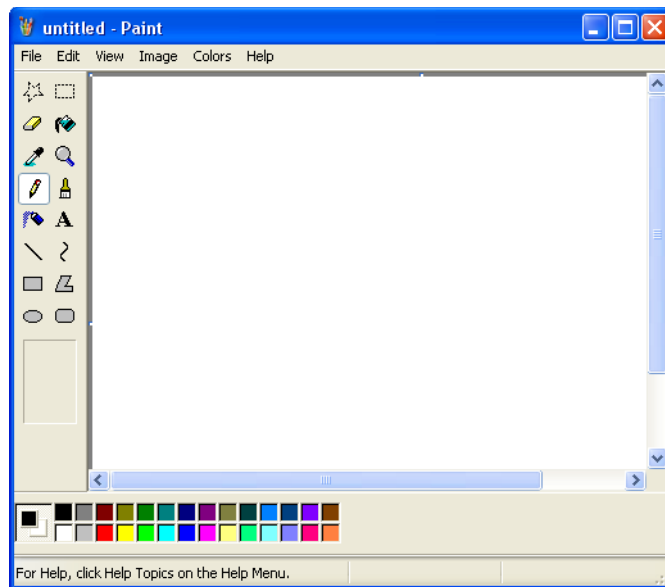 untitled - Paint
File Edit View Image Colors Help
A
For Help, click Help Topics on the Help Menu.